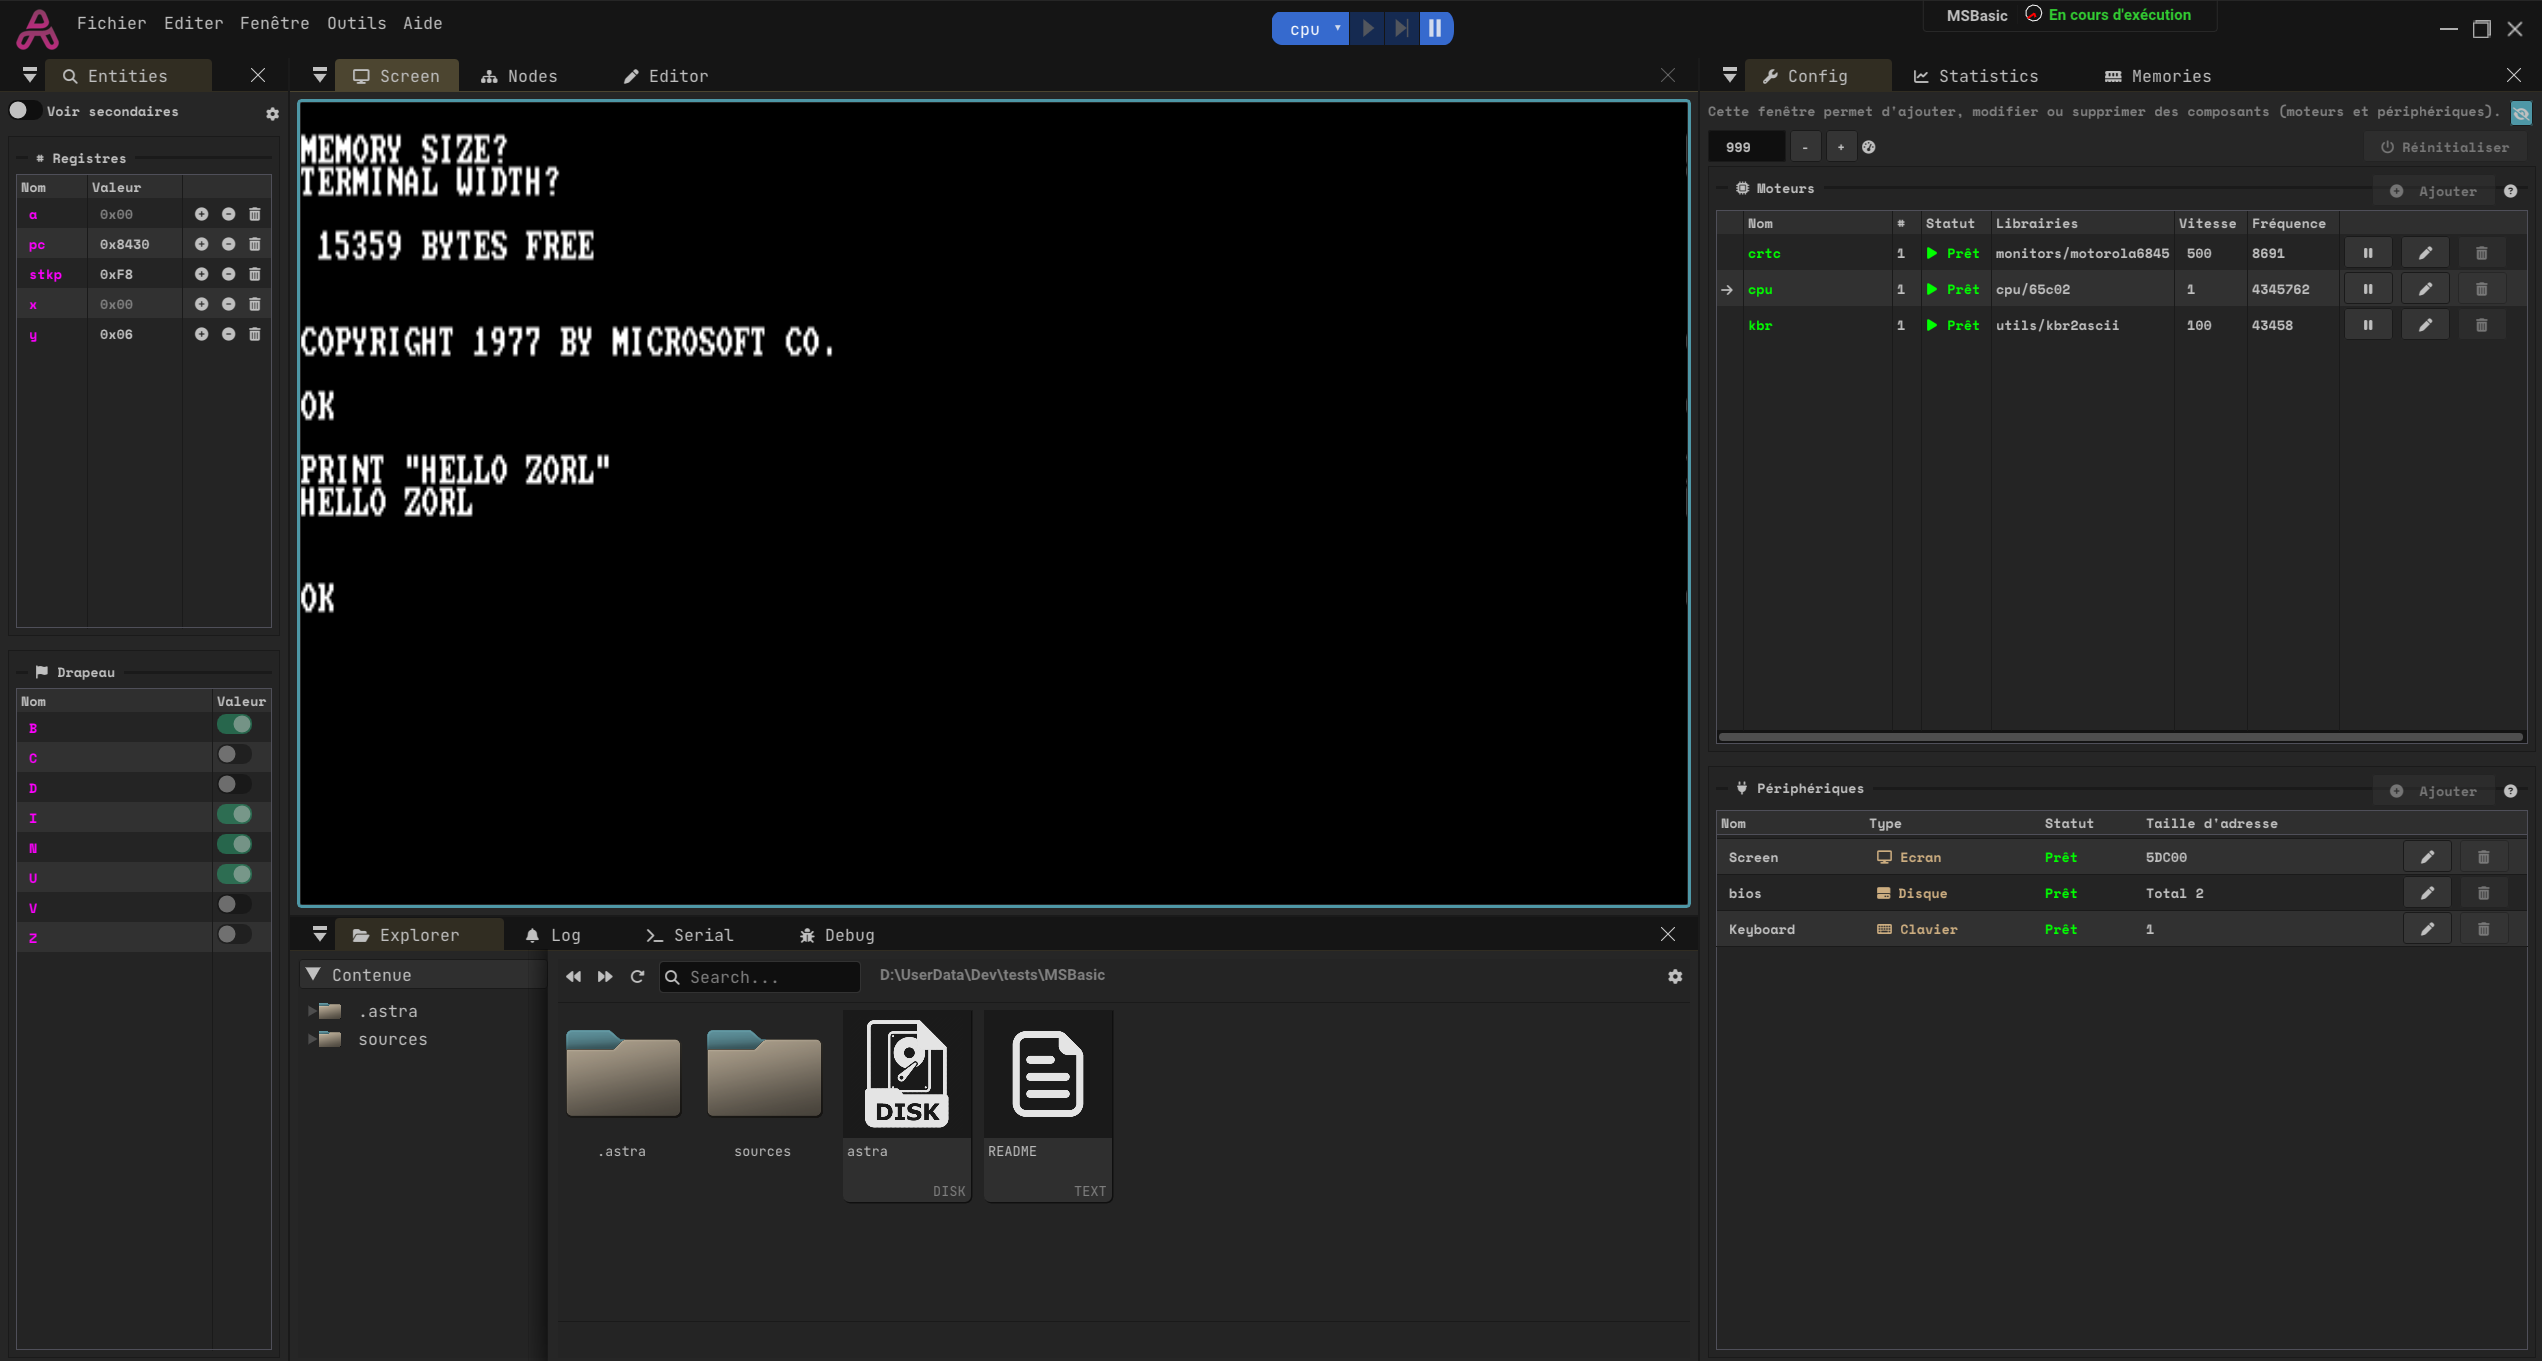 Fichier Editer Fenêtre Outils Aide
cpu
MSBasic En cours d'exécution
Entities
Voir secondaires
# Registres
Nom Valeur
a 0x00
pc 0x8430
stkp 0xF8
x 0x00
y 0x06
Drapeau
Nom Valeur
B
C
D
I
N
U
V
Z
Screen Nodes Editor
MEMORY SIZE?
TERMINAL WIDTH?
15359 BYTES FREE
COPYRIGHT 1977 BY MICROSOFT CO.
OK
PRINT "HELLO ZORL"
HELLO ZORL
OK
Explorer Log Serial Debug
Contenue
.astra
sources
Search... D:\UserData\Dev\tests\MSBasic
DISK
.astra sources astra README
DISK TEXT
Config Statistics Memories
Cette fenêtre permet d'ajouter, modifier ou supprimer des composants (moteurs et périphériques).
999 - + Réinitialiser
Moteurs Ajouter ?
Nom # Statut Librairies Vitesse Fréquence
crtc 1 Prêt monitors/motorola6845 500 8691
cpu 1 Prêt cpu/65c02 1 4345762
kbr 1 Prêt utils/kbr2ascii 100 43458
Périphériques Ajouter ?
Nom Type Statut Taille d'adresse
Screen Ecran Prêt 5DC00
bios Disque Prêt Total 2
Keyboard Clavier Prêt 1